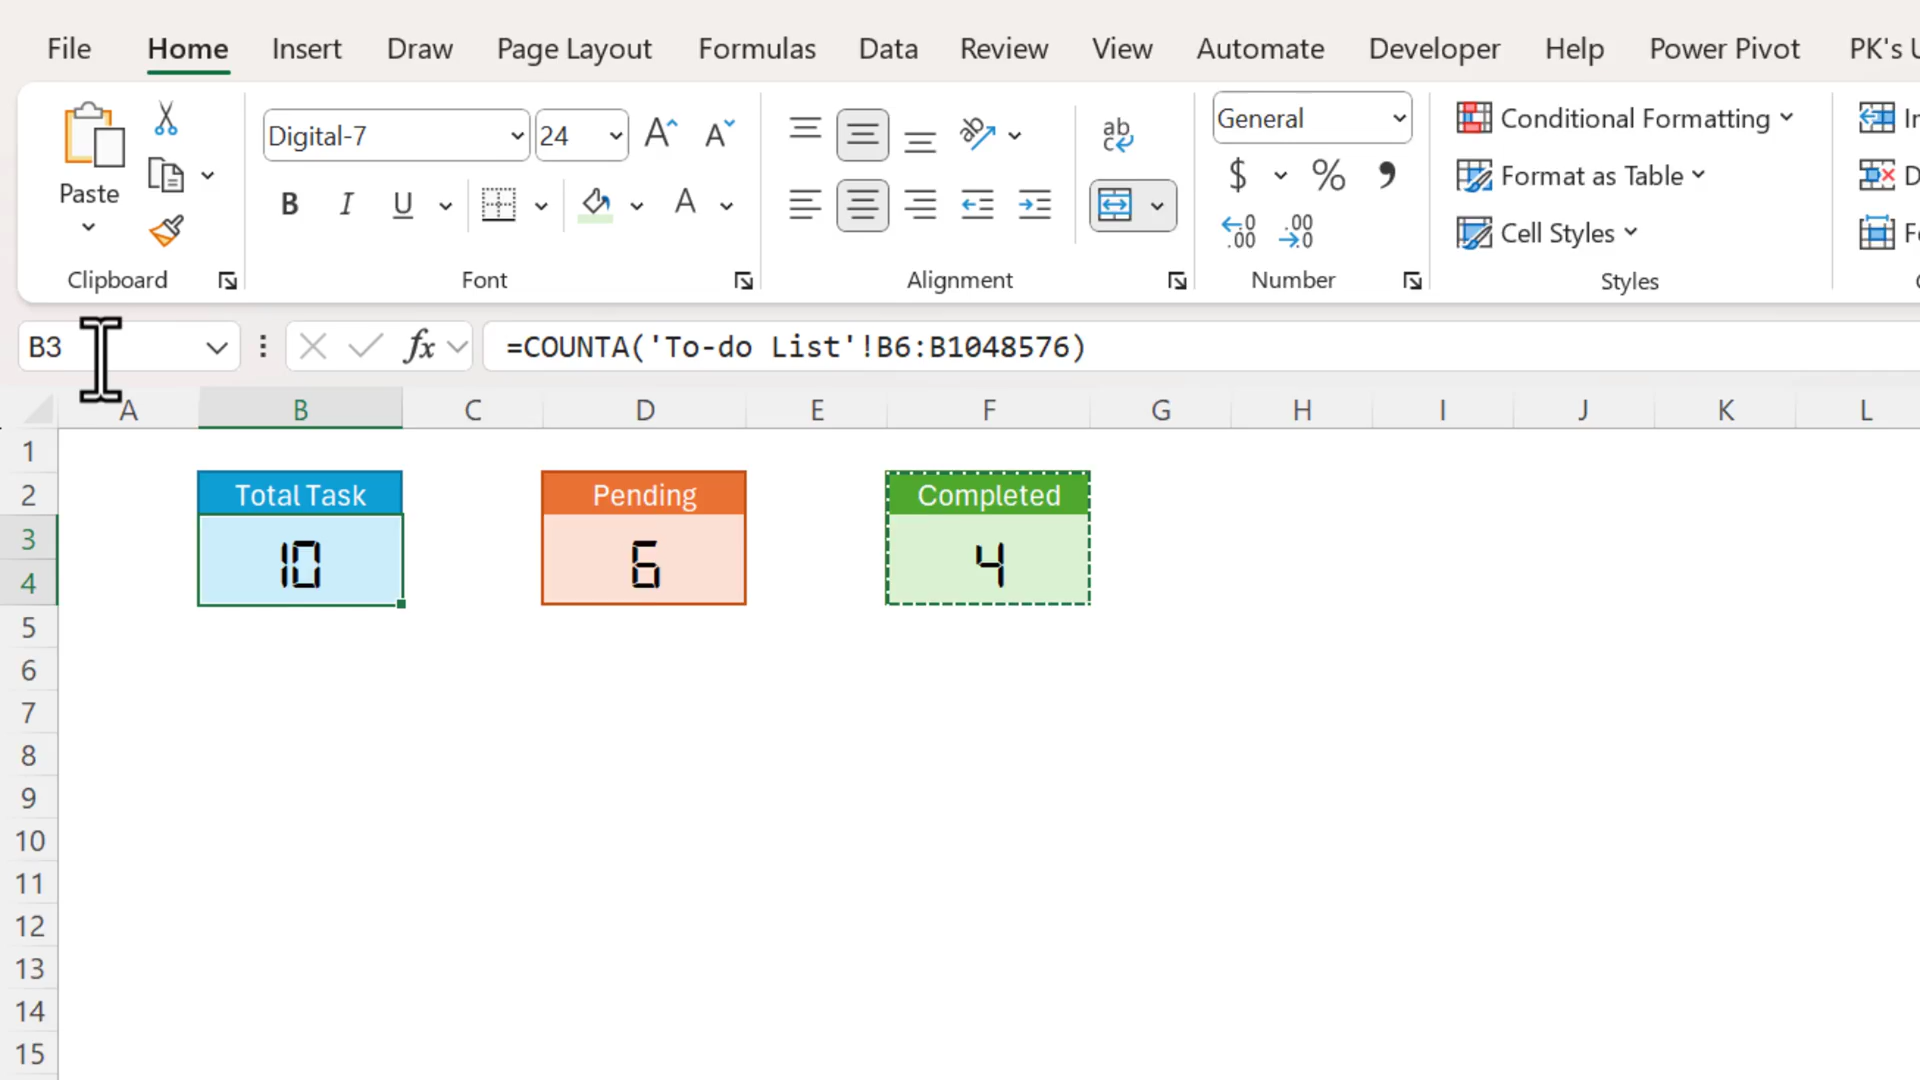 File Home Insert Draw Page Layout Formulas Data Review View Automate Developer Help Power Pivot PK's
Digital-7 24 General Conditional Formatting
Paste B I U A $ % Format as Table
Cell Styles
Clipboard Font Alignment Number Styles
B3 fx =COUNTA('To-do List'!B6:B1048576)
A B C D E F G H I J K L
1
2 Total Task Pending Completed
3
10 6 4
4
5
6
7
8
9
10
11
12
13
14
15